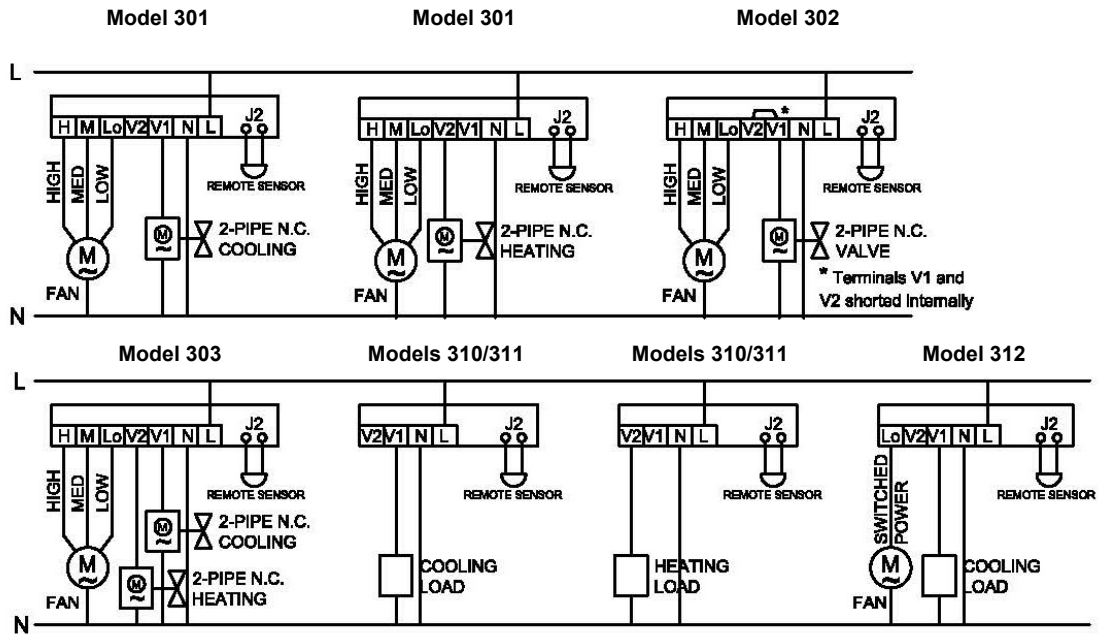 Model 301 Model 301 Model 302
L
J2 J2 J2
H M Lo V2 V1 N L H M Lo V2 V1 N L H M Lo V2 V1 N L
*
HIGH MED LOW REMOTE SENSOR HIGH MED LOW REMOTE SENSOR HIGH MED LOW REMOTE SENSOR
M 2-PIPE N.C. M 2-PIPE N.C. M 2-PIPE N.C.
COOLING HEATING VALVE
M ~ M ~ M ~
* Terminals V1 and
V2 shorted internally
FAN FAN FAN
N
Model 303 Models 310/311 Models 310/311 Model 312
L
J2 J2 J2 J2
H M Lo V2 V1 N L V2 V1 N L V2 V1 N L Lo V2 V1 N L
HIGH MED LOW REMOTE SENSOR REMOTE SENSOR REMOTE SENSOR SWITCHED POWER REMOTE SENSOR
M 2-PIPE N.C.
COOLING
M ~ COOLING HEATING M ~ COOLING
LOAD LOAD LOAD
M 2-PIPE N.C.
HEATING
FAN FAN
N